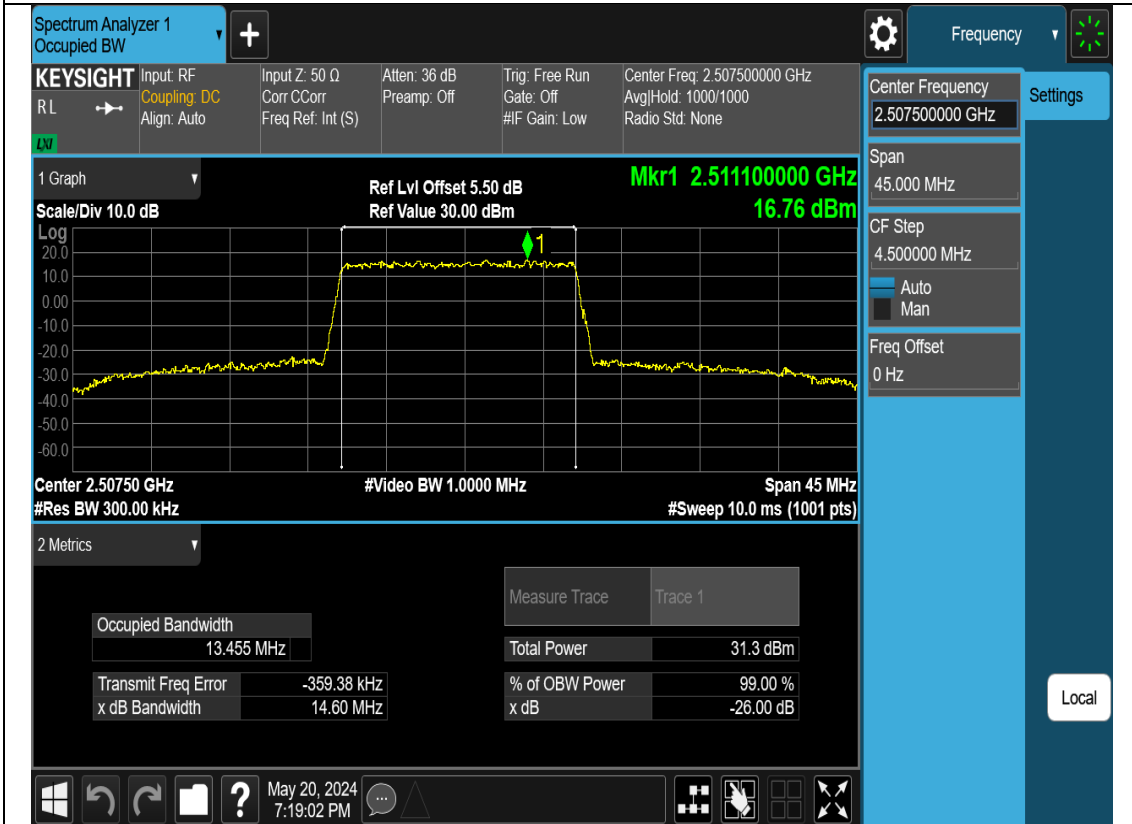 Spectrum Analyzer 1
Occupied BW
Frequency
KEYSIGHT
R L
LXI
Input: RF
Coupling: DC
Align: Auto
Input Z: 50 Ω
Corr CCorr
Freq Ref: Int (S)
Atten: 36 dB
Preamp: Off
Trig: Free Run
Gate: Off
#IF Gain: Low
Center Freq: 2.507500000 GHz
Avg|Hold: 1000/1000
Radio Std: None
Center Frequency
2.507500000 GHz
Settings
Span
45.000 MHz
CF Step
4.500000 MHz
Auto
Man
Freq Offset
0 Hz
Local
1 Graph
Scale/Div 10.0 dB
Ref Lvl Offset 5.50 dB
Ref Value 30.00 dBm
Mkr1 2.511100000 GHz
16.76 dBm
Log
1
20.0
10.0
0.00
-10.0
-20.0
-30.0
-40.0
-50.0
-60.0
Center 2.50750 GHz
#Video BW 1.0000 MHz
Span 45 MHz
#Res BW 300.00 kHz
#Sweep 10.0 ms (1001 pts)
2 Metrics
Measure Trace Trace 1
Occupied Bandwidth
13.455 MHz
Total Power 31.3 dBm
Transmit Freq Error -359.38 kHz
% of OBW Power 99.00 %
x dB Bandwidth 14.60 MHz
x dB -26.00 dB
?
May 20, 2024
7:19:02 PM